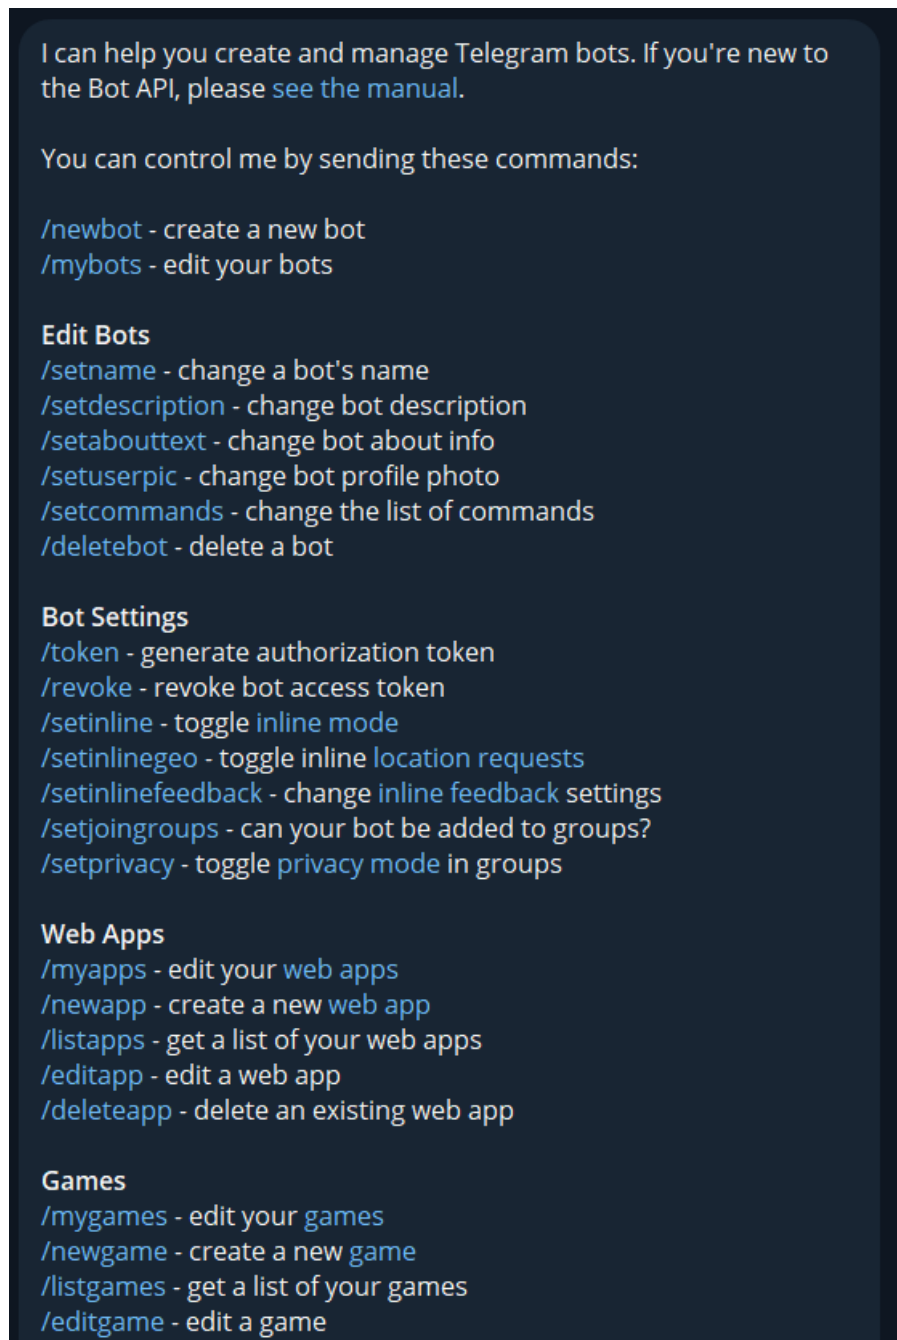 I can help you create and manage Telegram bots. If you're new to
the Bot API, please see the manual.
You can control me by sending these commands:
/newbot - create a new bot
/mybots - edit your bots
Edit Bots
/setname - change a bot's name
/setdescription - change bot description
/setabouttext - change bot about info
/setuserpic - change bot profile photo
/setcommands - change the list of commands
/deletebot - delete a bot
Bot Settings
/token - generate authorization token
/revoke - revoke bot access token
/setinline - toggle inline mode
/setinlinegeo - toggle inline location requests
/setinlinefeedback - change inline feedback settings
/setjoingroups - can your bot be added to groups?
/setprivacy - toggle privacy mode in groups
Web Apps
/myapps - edit your web apps
/newapp - create a new web app
/listapps - get a list of your web apps
/editapp - edit a web app
/deleteapp - delete an existing web app
Games
/mygames - edit your games
/newgame - create a new game
/listgames - get a list of your games
/editgame - edit a game